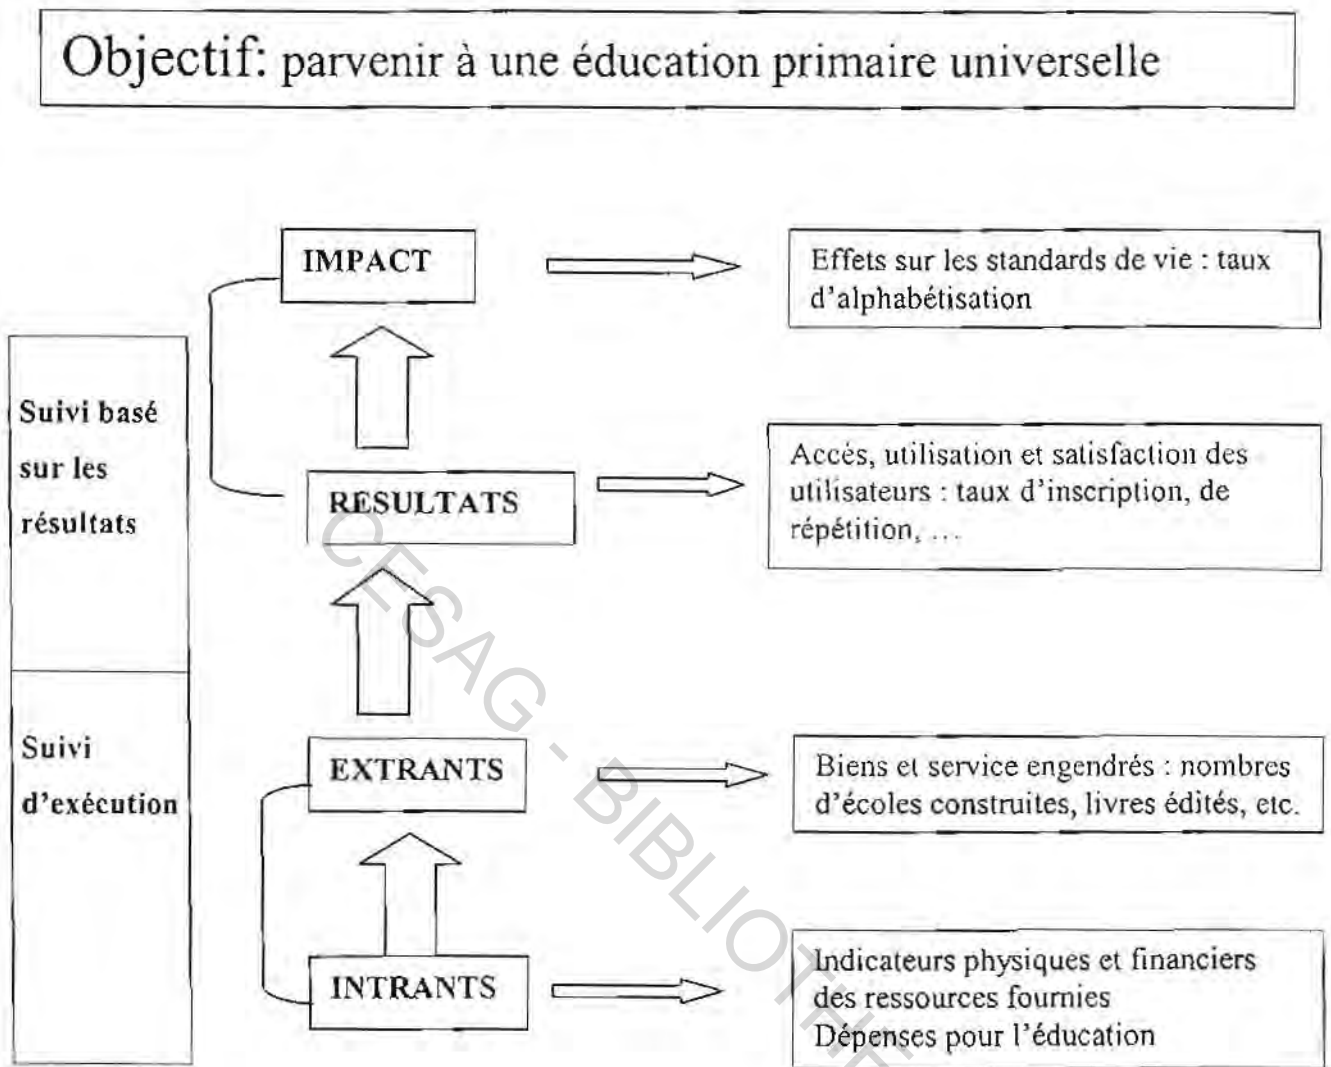 Objectif: parvenir à une éducation primaire universelle
IMPACT
Effets sur les standards de vie : taux
d'alphabétisation
Suivi basé
sur les
résultats
RESULTATS
Accès, utilisation et satisfaction des
utilisateurs : taux d'inscription, de
répétition, ...
Suivi
d'exécution
EXTRANTS
Biens et service engendrés : nombres
d'écoles construites, livres édités, etc.
INTRANTS
Indicateurs physiques et financiers
des ressources fournies
Dépenses pour l'éducation
CESAG - BIBLIOTHE